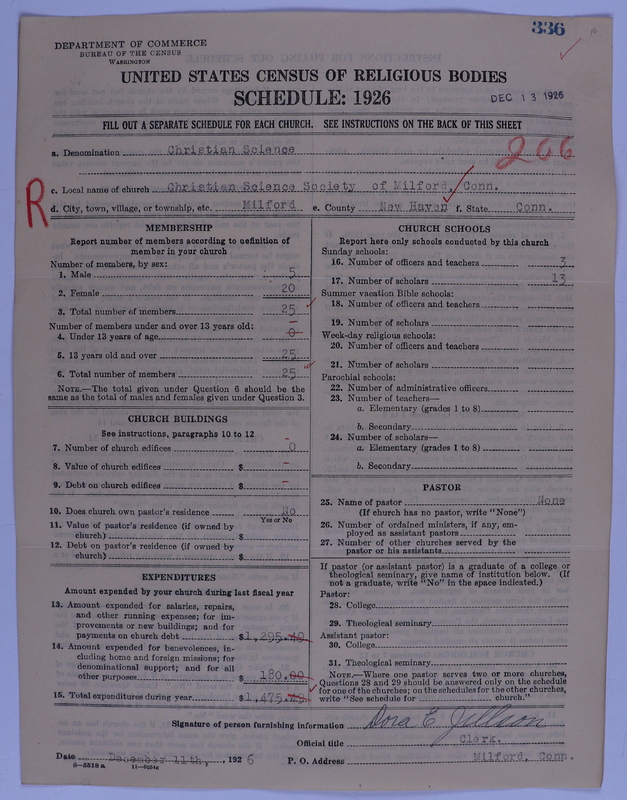 336
DEPARTMENT OF COMMERCE
BUREAU OF THE CENSUS
WASHINGTON
UNITED STATES CENSUS OF RELIGIOUS BODIES
SCHEDULE: 1926
DEC 13 1926
FILL OUT A SEPARATE SCHEDULE FOR EACH CHURCH. SEE INSTRUCTIONS ON THE BACK OF THIS SHEET
a. Denomination Christian Science
266
R
c. Local name of church Christian Science Society of Milford, Conn.
d. City, town, village, or township, etc. Milford e. County New Haven f. State Conn.
MEMBERSHIP
Report number of members according to definition of
member in your church
Number of members, by sex:
1. Male 5
2. Female 20
3. Total number of members 25
Number of members under and over 13 years old:
4. Under 13 years of age 0
5. 13 years old and over 25
6. Total number of members 25
NOTE.—The total given under Question 6 should be
same as the total of males and females given under Question 3.
CHURCH BUILDINGS
See instructions, paragraphs 10 to 12
7. Number of church edifices 0
8. Value of church edifices $ –
9. Debt on church edifices $ –
10. Does church own pastor's residence No
Yes or No
11. Value of pastor's residence (if owned by
church) $
12. Debt on pastor's residence (if owned by
church) $
EXPENDITURES
Amount expended by your church during last fiscal year
13. Amount expended for salaries, repairs,
and other running expenses; for im-
provements or new buildings; and for
payments on church debt $1,295.49
14. Amount expended for benevolences, in-
cluding home and foreign missions; for
denominational support; and for all
other purposes $ 180.00
15. Total expenditures during year $1,475.49
CHURCH SCHOOLS
Report here only schools conducted by this church
Sunday schools:
16. Number of officers and teachers 3
17. Number of scholars 13
Summer vacation Bible schools:
18. Number of officers and teachers
19. Number of scholars
Week-day religious schools:
20. Number of officers and teachers
21. Number of scholars
Parochial schools:
22. Number of administrative officers
23. Number of teachers—
a. Elementary (grades 1 to 8)
b. Secondary
24. Number of scholars—
a. Elementary (grades 1 to 8)
b. Secondary
PASTOR
25. Name of pastor None
(If church has no pastor, write "None")
26. Number of ordained ministers, if any, em-
ployed as assistant pastors
27. Number of other churches served by the
pastor or his assistants
If pastor (or assistant pastor) is a graduate of a college or
theological seminary, give name of institution below. (If
not a graduate, write "No" in the space indicated.)
Pastor:
28. College
29. Theological seminary
Assistant pastor:
30. College
31. Theological seminary
NOTE.—Where one pastor serves two or more churches,
Questions 28 and 29 should be answered only on the schedule
for one of the churches; on the schedules for the other churches,
write "See schedule for church."
Signature of person furnishing information Dora E. Jellison
Official title Clerk.
Date December 11th, , 1926 P. O. Address Milford, Conn.
8-5518a 11-9034a